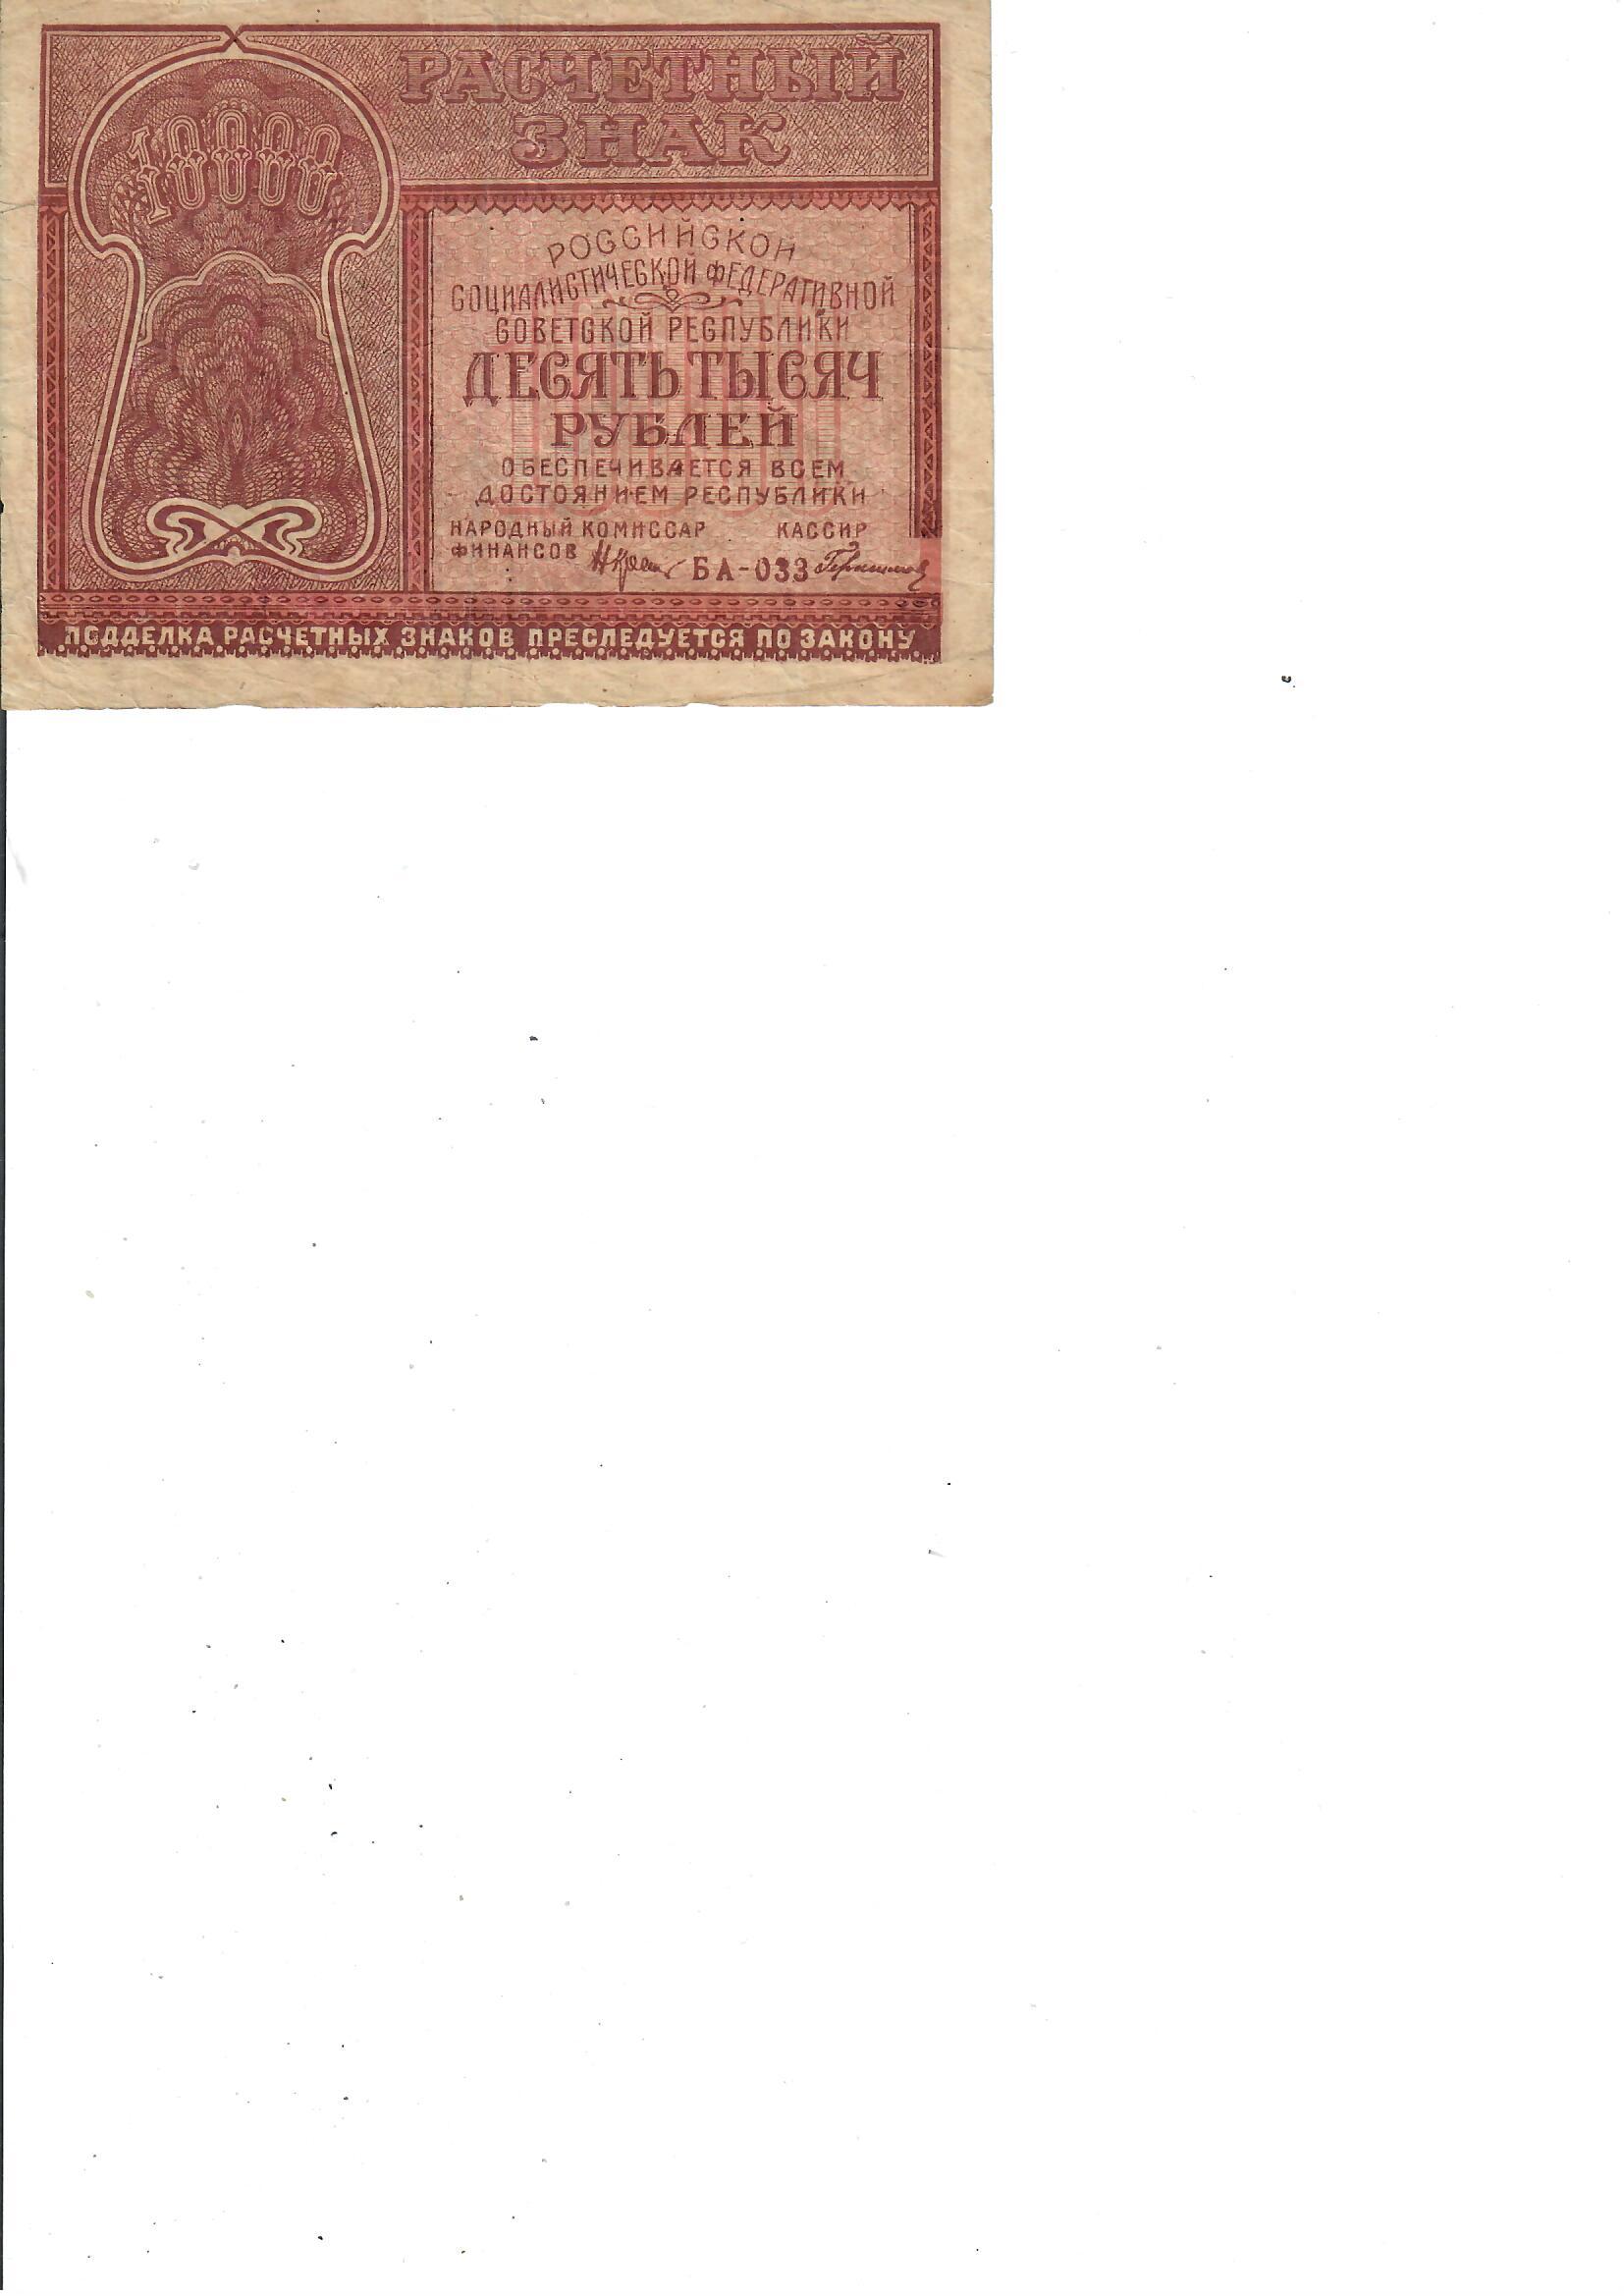 РАСЧЕТНЫЙ
ЗНАК
10000
РОССИЙСКОЙ
СОЦИАЛИСТИЧЕСКОЙ ФЕДЕРАТИВНОЙ
СОВЕТСКОЙ РЕСПУБЛИКИ
ДЕСЯТЬ ТЫСЯЧ
РУБЛЕЙ
ОБЕСПЕЧИВАЕТСЯ ВСЕМ
ДОСТОЯНИЕМ РЕСПУБЛИКИ
НАРОДНЫЙ КОМИССАР КАССИР
ФИНАНСОВ БА-033
ПОДДЕЛКА РАСЧЕТНЫХ ЗНАКОВ ПРЕСЛЕДУЕТСЯ ПО ЗАКОНУ